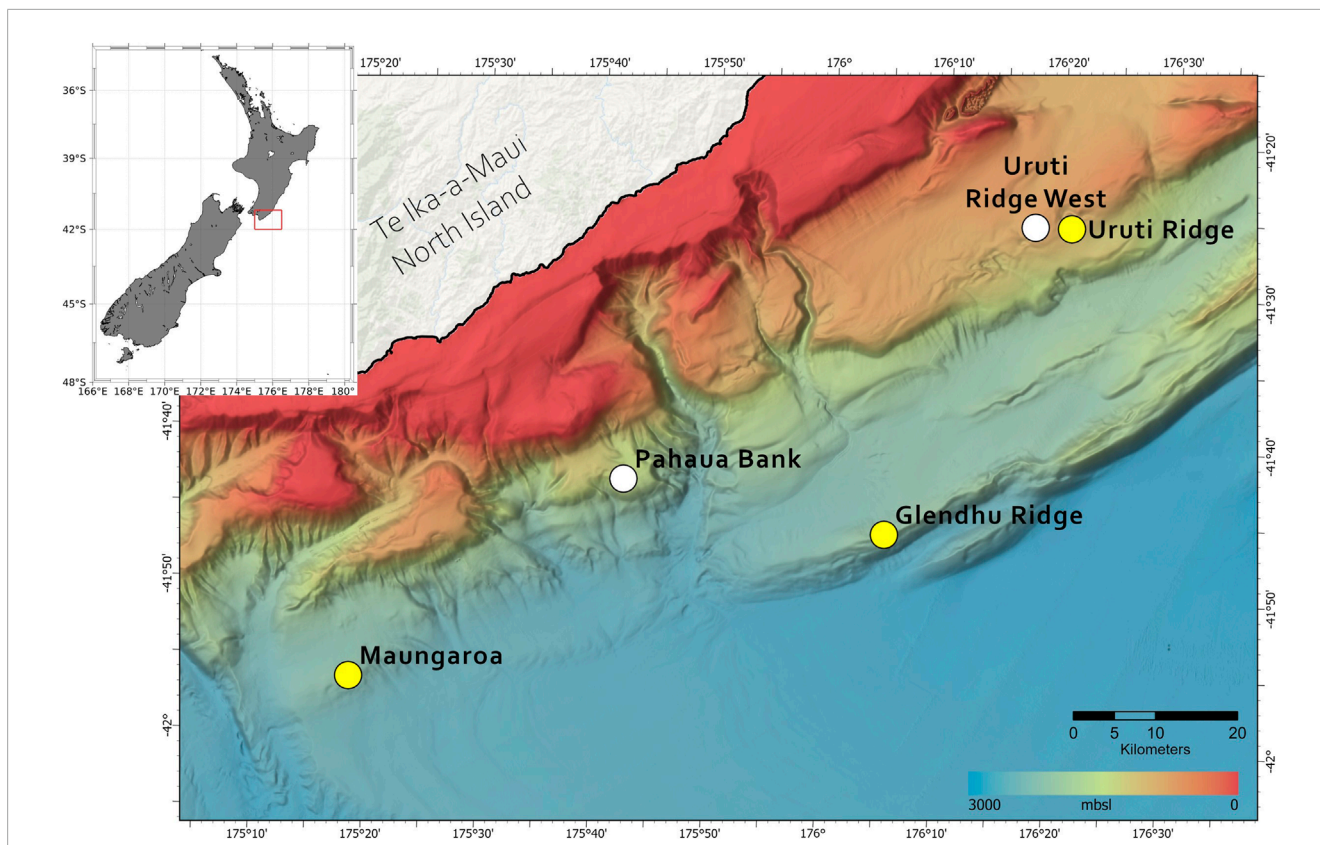 175°20'
175°30'
175°40'
175°50'
176°
176°10'
176°20'
176°30'
36°S
39°S
42°S
45°S
48°S
166°E 168°E 170°E 172°E 174°E 176°E 178°E 180°
Te Ika-a-Maui
North Island
Uruti
Ridge West
Uruti Ridge
Pahaua Bank
Glendhu Ridge
Maungaroa
-41°40'
-41°50'
-42°
-41°20'
-41°30'
-41°40'
-41°50'
-42°
0 5 10 20
Kilometers
3000 mbsl 0
175°10'
175°20'
175°30'
175°40'
175°50'
176°
176°10'
176°20'
176°30'